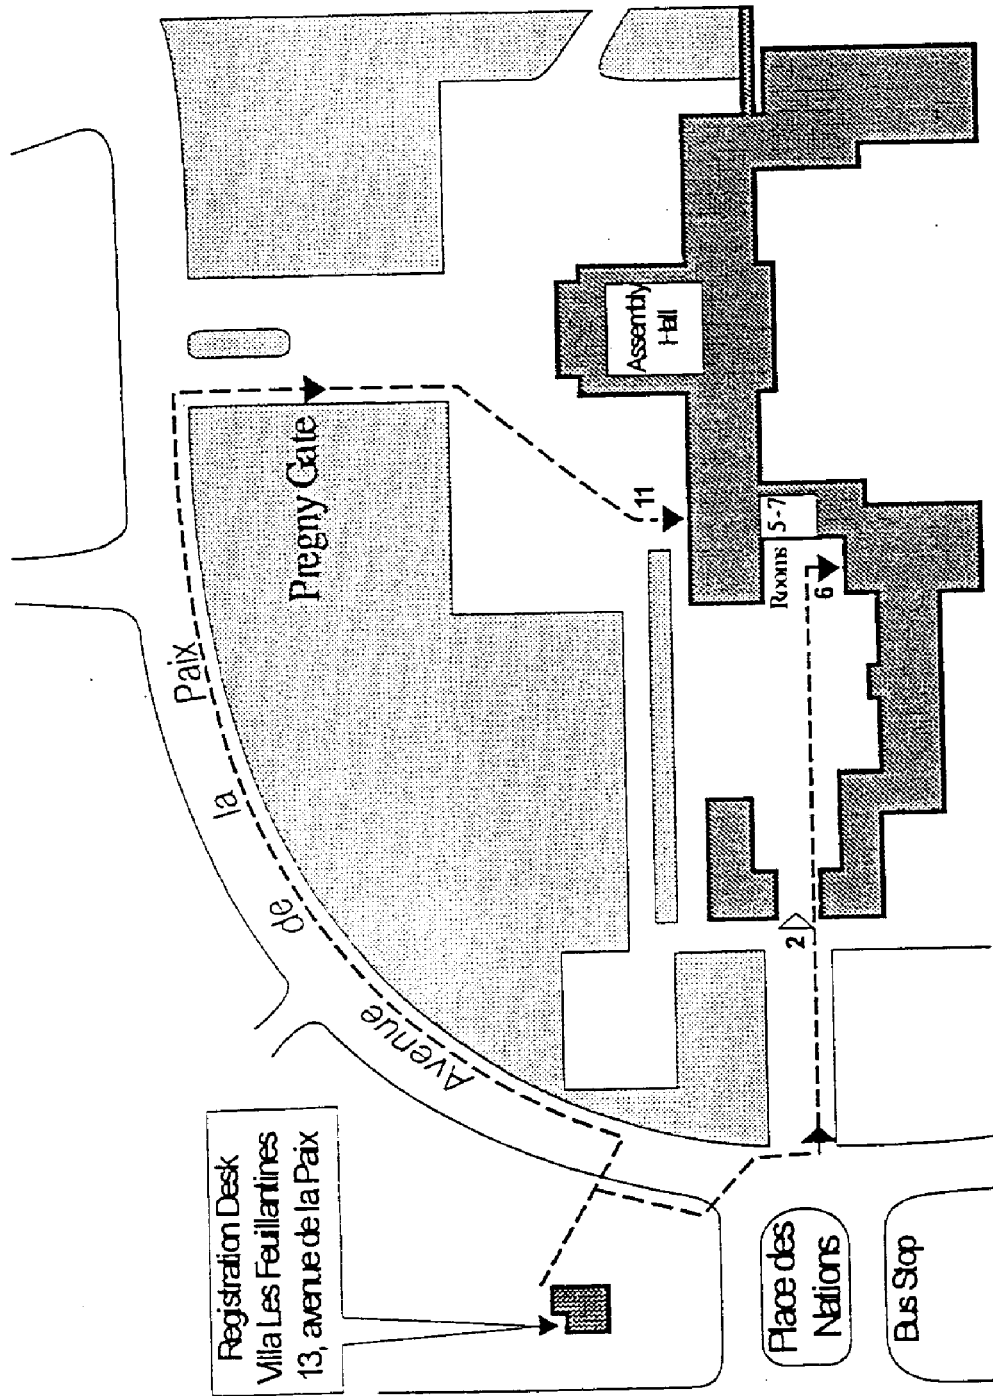 Registration Desk
Villa Les Feuillantines
13, avenue de la Paix
Avenue de la Paix
Pregny Gate
11
Assembly
Hall
Rooms 5-7
6
2
Place des
Nations
Bus Stop